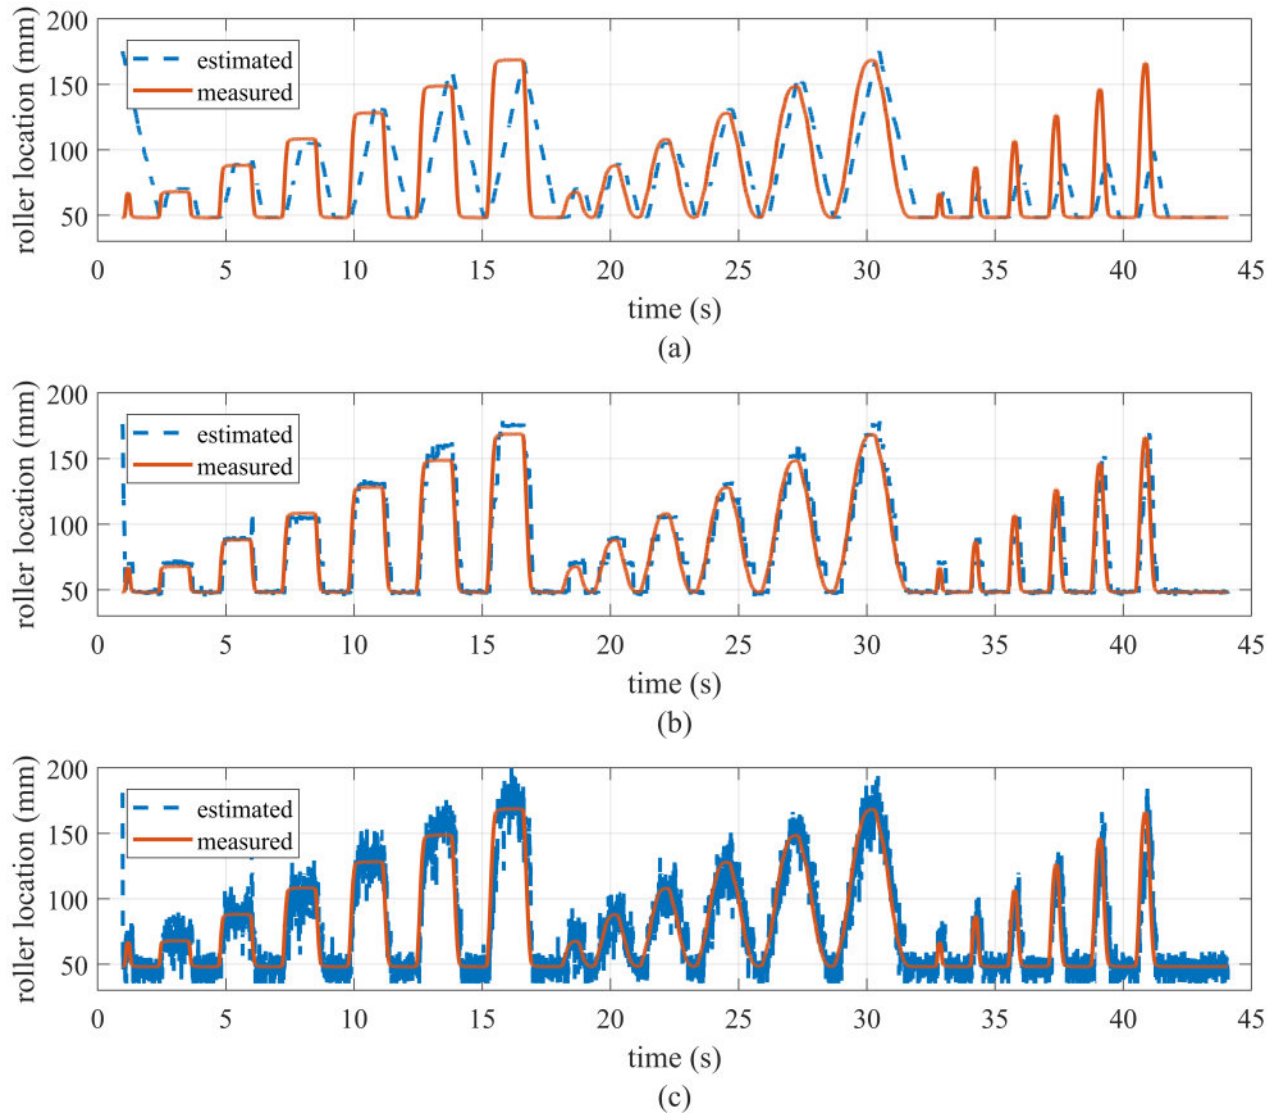 200
150
100
50
roller location (mm)
estimated
measured
0 5 10 15 20 25 30 35 40 45
time (s)
(a)
200
150
100
50
roller location (mm)
estimated
measured
0 5 10 15 20 25 30 35 40 45
time (s)
(b)
200
150
100
50
roller location (mm)
estimated
measured
0 5 10 15 20 25 30 35 40 45
time (s)
(c)